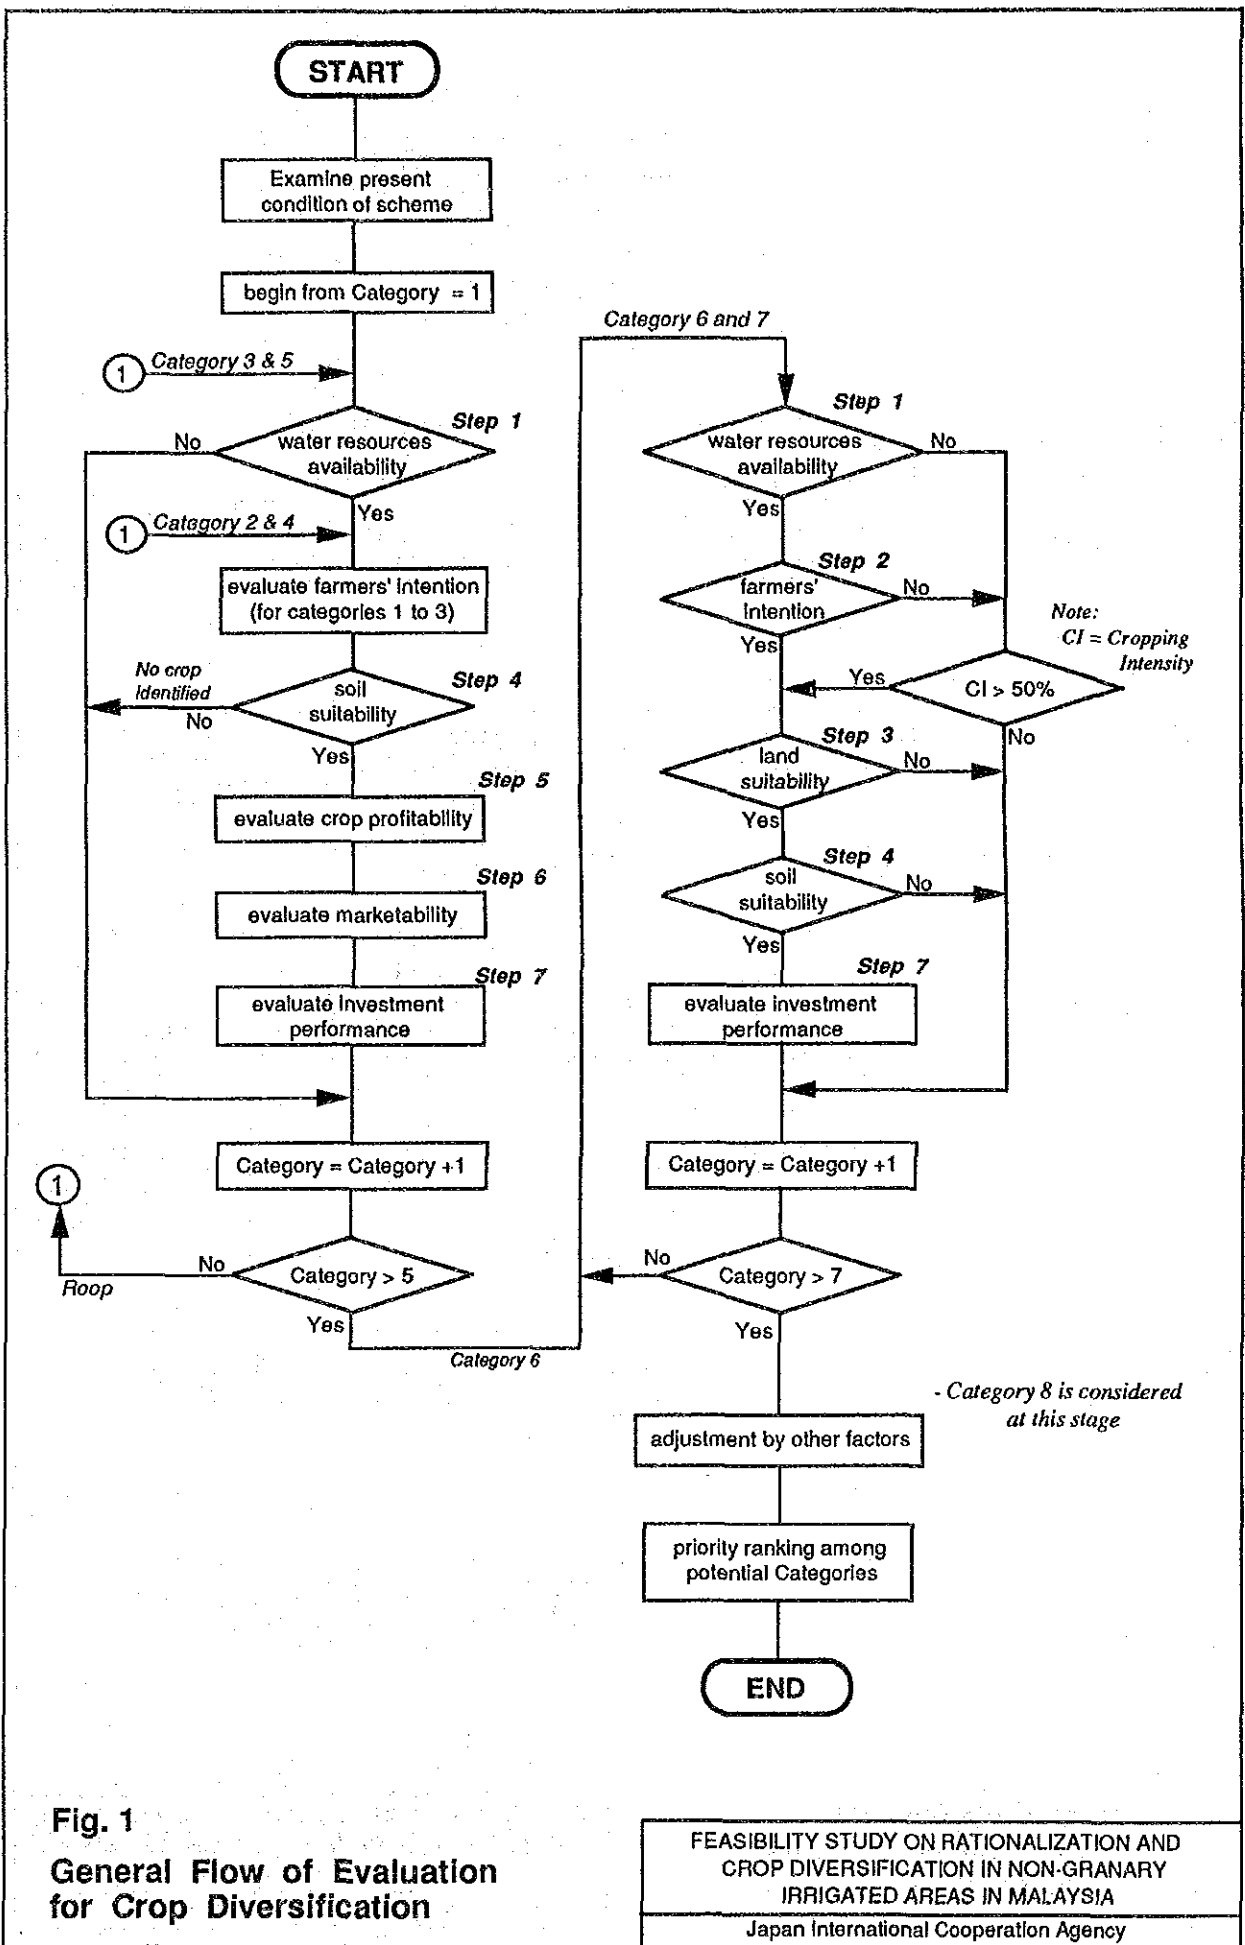 START
Examine present
condition of scheme
begin from Category = 1
1
Category 3 & 5
Step 1
No
water resources
availability
Yes
1
Category 2 & 4
evaluate farmers' Intention
(for categories 1 to 3)
No crop
Identified
No
Step 4
soil
suitability
Yes
Step 5
evaluate crop profitability
Step 6
evaluate marketability
Step 7
evaluate Investment
performance
Category = Category +1
1
Roop
No
Category > 5
Yes
Category 6
Category 6 and 7
Step 1
water resources
availability
No
Yes
Step 2
farmers'
Intention
No
Yes
Note:
CI = Cropping
Intensity
Yes
CI > 50%
No
Step 3
land
suitability
No
Yes
Step 4
soil
suitability
No
Yes
Step 7
evaluate investment
performance
Category = Category +1
No
Category > 7
Yes
- Category 8 is considered
at this stage
adjustment by other factors
priority ranking among
potential Categories
END
Fig. 1
General Flow of Evaluation
for Crop Diversification
FEASIBILITY STUDY ON RATIONALIZATION AND
CROP DIVERSIFICATION IN NON-GRANARY
IRRIGATED AREAS IN MALAYSIA
Japan International Cooperation Agency